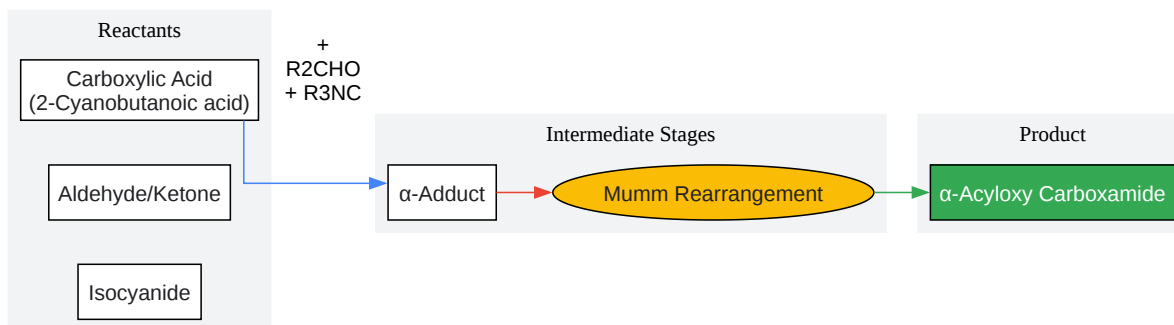 Reactants
Carboxylic Acid
(2-Cyanobutanoic acid)
Aldehyde/Ketone
Isocyanide
+
R2CHO
+ R3NC
Intermediate Stages
α-Adduct
Mumm Rearrangement
Product
α-Acyloxy Carboxamide